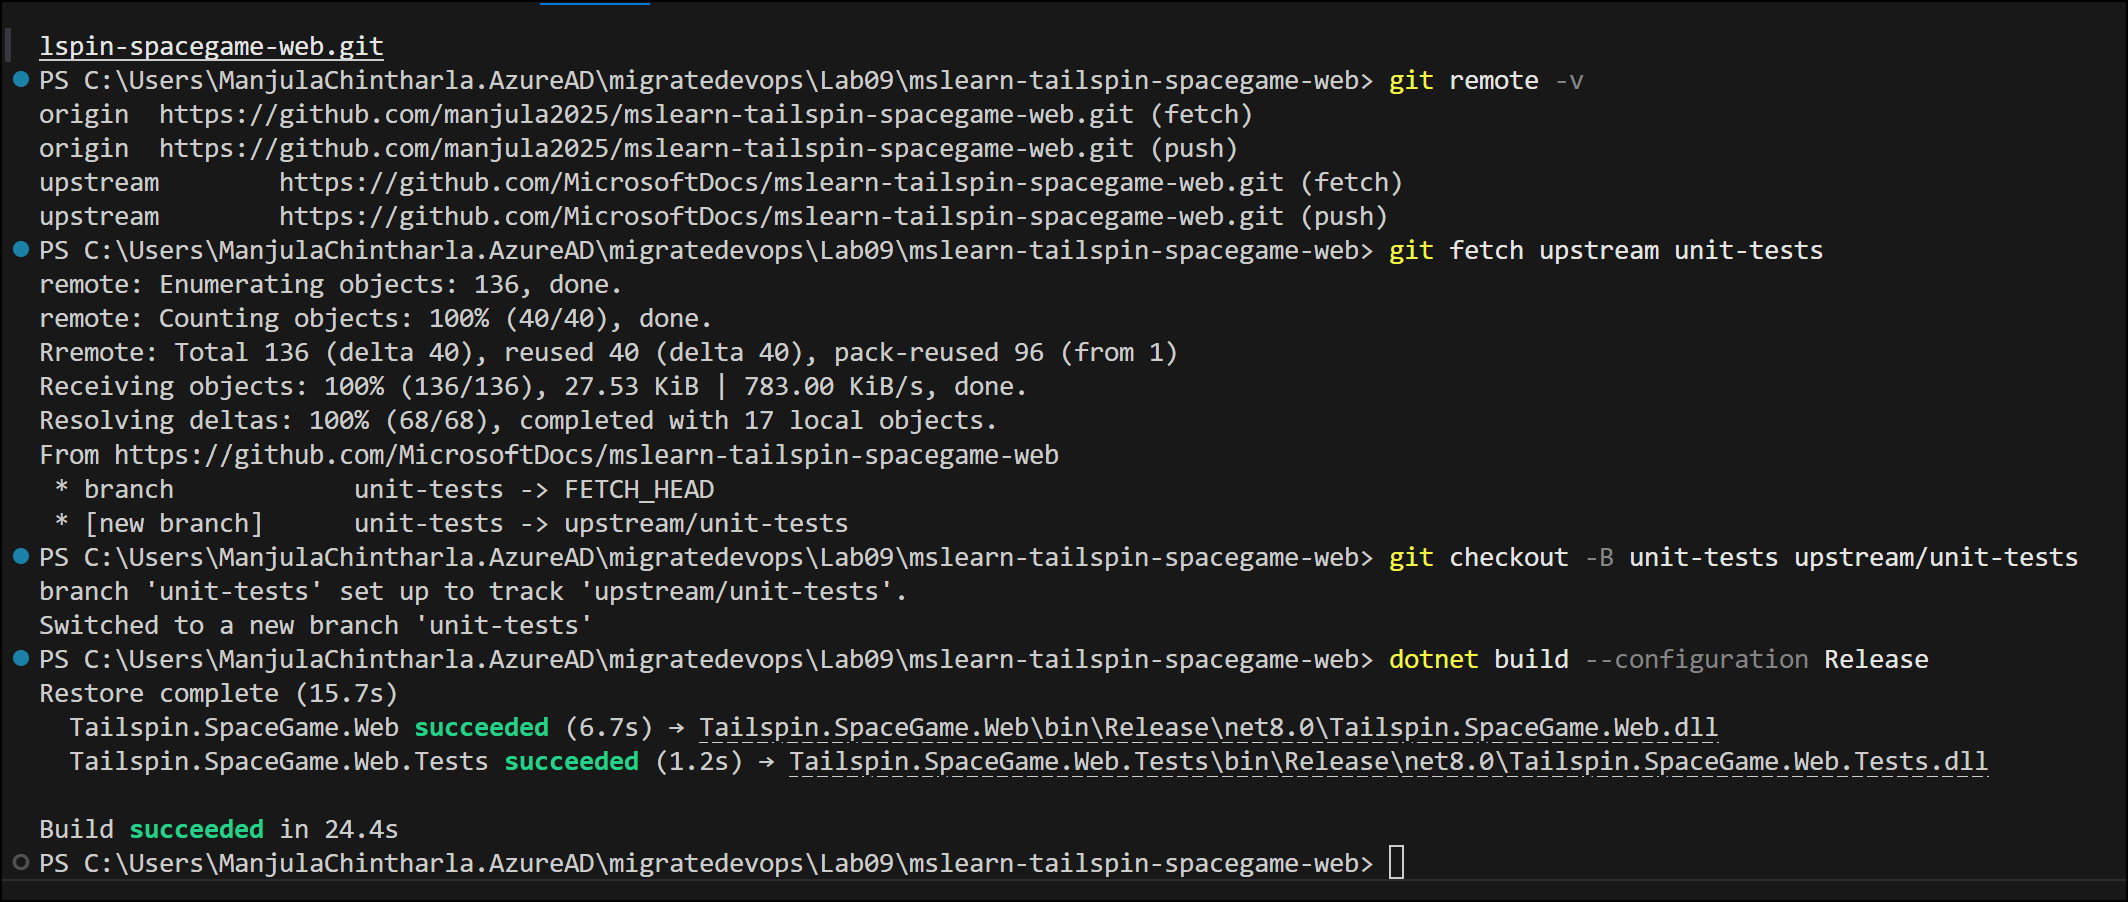 lspin-spacegame-web.git
PS C:\Users\ManjulaChintharla.AzureAD\migratedevops\Lab09\mslearn-tailspin-spacegame-web> git remote -v
origin  https://github.com/manjula2025/mslearn-tailspin-spacegame-web.git (fetch)
origin  https://github.com/manjula2025/mslearn-tailspin-spacegame-web.git (push)
upstream        https://github.com/MicrosoftDocs/mslearn-tailspin-spacegame-web.git (fetch)
upstream        https://github.com/MicrosoftDocs/mslearn-tailspin-spacegame-web.git (push)
PS C:\Users\ManjulaChintharla.AzureAD\migratedevops\Lab09\mslearn-tailspin-spacegame-web> git fetch upstream unit-tests
remote: Enumerating objects: 136, done.
remote: Counting objects: 100% (40/40), done.
Rremote: Total 136 (delta 40), reused 40 (delta 40), pack-reused 96 (from 1)
Receiving objects: 100% (136/136), 27.53 KiB | 783.00 KiB/s, done.
Resolving deltas: 100% (68/68), completed with 17 local objects.
From https://github.com/MicrosoftDocs/mslearn-tailspin-spacegame-web
 * branch            unit-tests -> FETCH_HEAD
 * [new branch]      unit-tests -> upstream/unit-tests
PS C:\Users\ManjulaChintharla.AzureAD\migratedevops\Lab09\mslearn-tailspin-spacegame-web> git checkout -B unit-tests upstream/unit-tests
branch 'unit-tests' set up to track 'upstream/unit-tests'.
Switched to a new branch 'unit-tests'
PS C:\Users\ManjulaChintharla.AzureAD\migratedevops\Lab09\mslearn-tailspin-spacegame-web> dotnet build --configuration Release
Restore complete (15.7s)
  Tailspin.SpaceGame.Web succeeded (6.7s) → Tailspin.SpaceGame.Web\bin\Release\net8.0\Tailspin.SpaceGame.Web.dll
  Tailspin.SpaceGame.Web.Tests succeeded (1.2s) → Tailspin.SpaceGame.Web.Tests\bin\Release\net8.0\Tailspin.SpaceGame.Web.Tests.dll
Build succeeded in 24.4s
PS C:\Users\ManjulaChintharla.AzureAD\migratedevops\Lab09\mslearn-tailspin-spacegame-web>